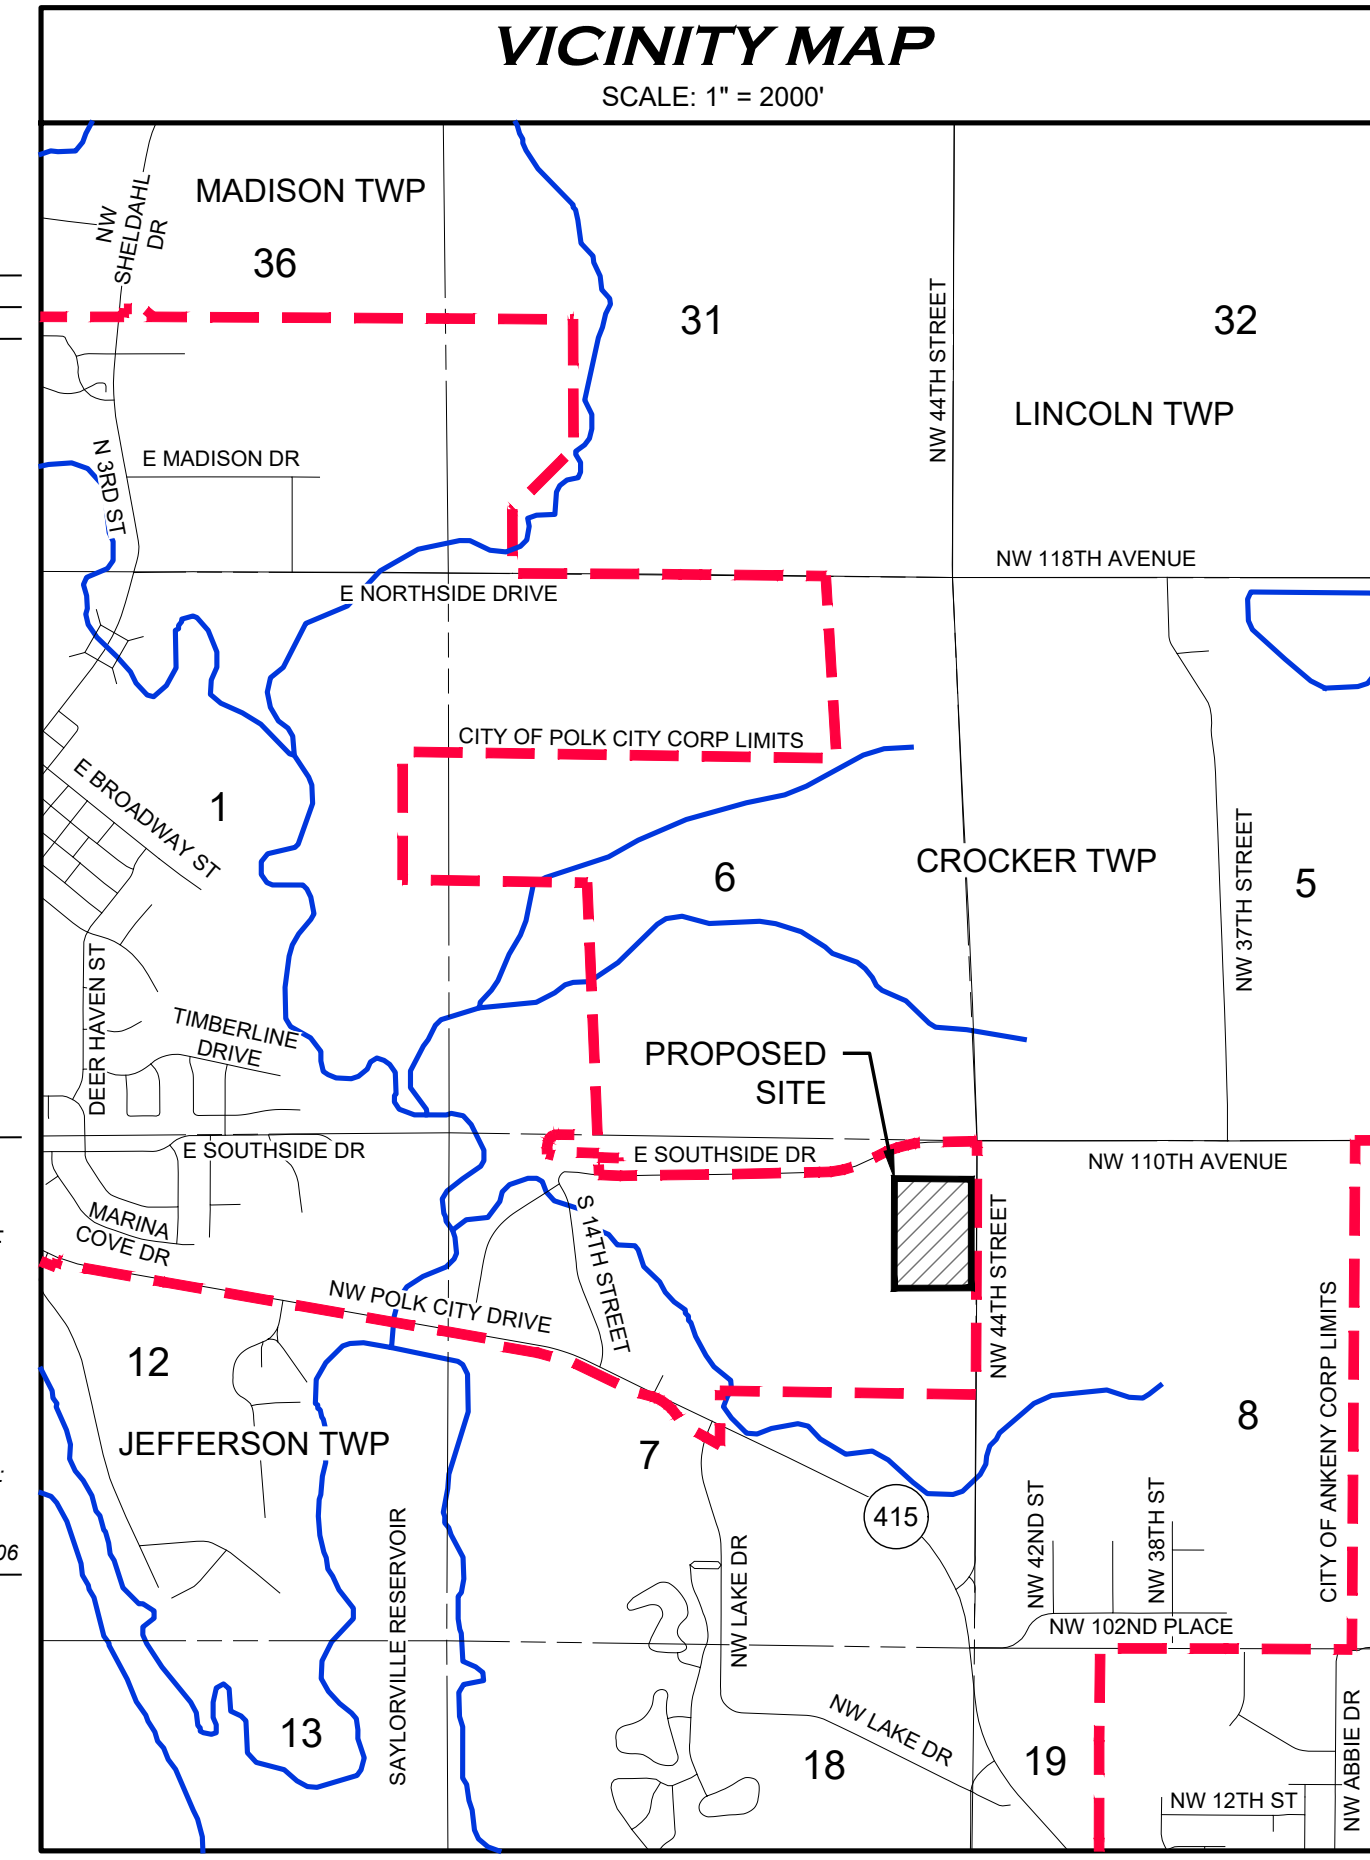 VICINITY MAP
SCALE: 1" = 2000'
MADISON TWP
NW
SHELDAHL
DR
36
31
NW 44TH STREET
32
LINCOLN TWP
N 3RD ST
E MADISON DR
NW 118TH AVENUE
E NORTHSIDE DRIVE
CITY OF POLK CITY CORP LIMITS
E BROADWAY ST
1
6
CROCKER TWP
NW 37TH STREET
5
DEER HAVEN ST
TIMBERLINE
DRIVE
PROPOSED
SITE
E SOUTHSIDE DR
E SOUTHSIDE DR
NW 110TH AVENUE
MARINA
COVE DR
S 14TH STREET
NW 44TH STREET
NW POLK CITY DRIVE
12
CITY OF ANKENY CORP LIMITS
JEFFERSON TWP
7
8
415
SAYLORVILLE RESERVOIR
NW LAKE DR
NW 42ND ST
NW 38TH ST
06
NW 102ND PLACE
13
NW LAKE DR
18
19
NW ABBIE DR
NW 12TH ST